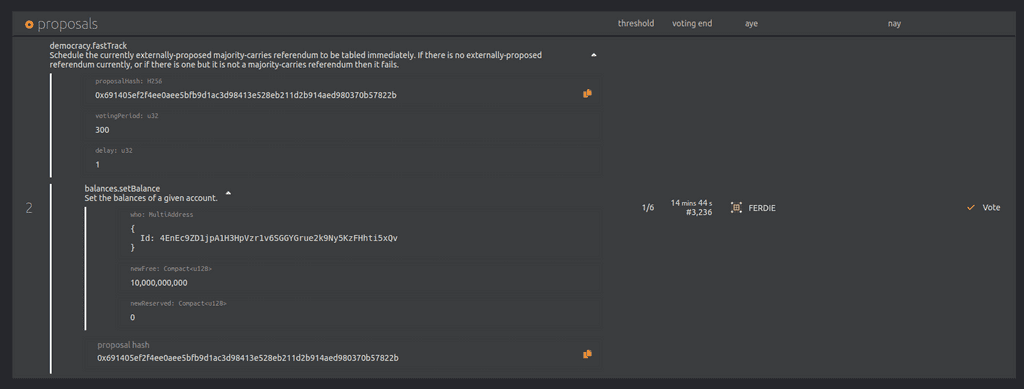 proposals threshold voting end aye nay
democracy.fastTrack
Schedule the currently externally-proposed majority-carries referendum to be tabled immediately. If there is no externally-proposed
referendum currently, or if there is one but it is not a majority-carries referendum then it fails.
proposalHash: H256
0x691405ef2f4ee0aee5bfb9d1ac3d98413e528eb211d2b914aed980370b57822b
votingPeriod: u32
300
delay: u32
1
2
balances.setBalance
Set the balances of a given account.
who: MultiAddress
{
Id: 4EnEc9ZD1jpA1H3HpVzr1v6SGGYGrue2k9Ny5KzFHhti5xQv
}
newFree: Compact<u128>
10,000,000,000
newReserved: Compact<u128>
0
proposal hash
0x691405ef2f4ee0aee5bfb9d1ac3d98413e528eb211d2b914aed980370b57822b
1/6
14 mins 44 s
#3,236
FERDIE
Vote